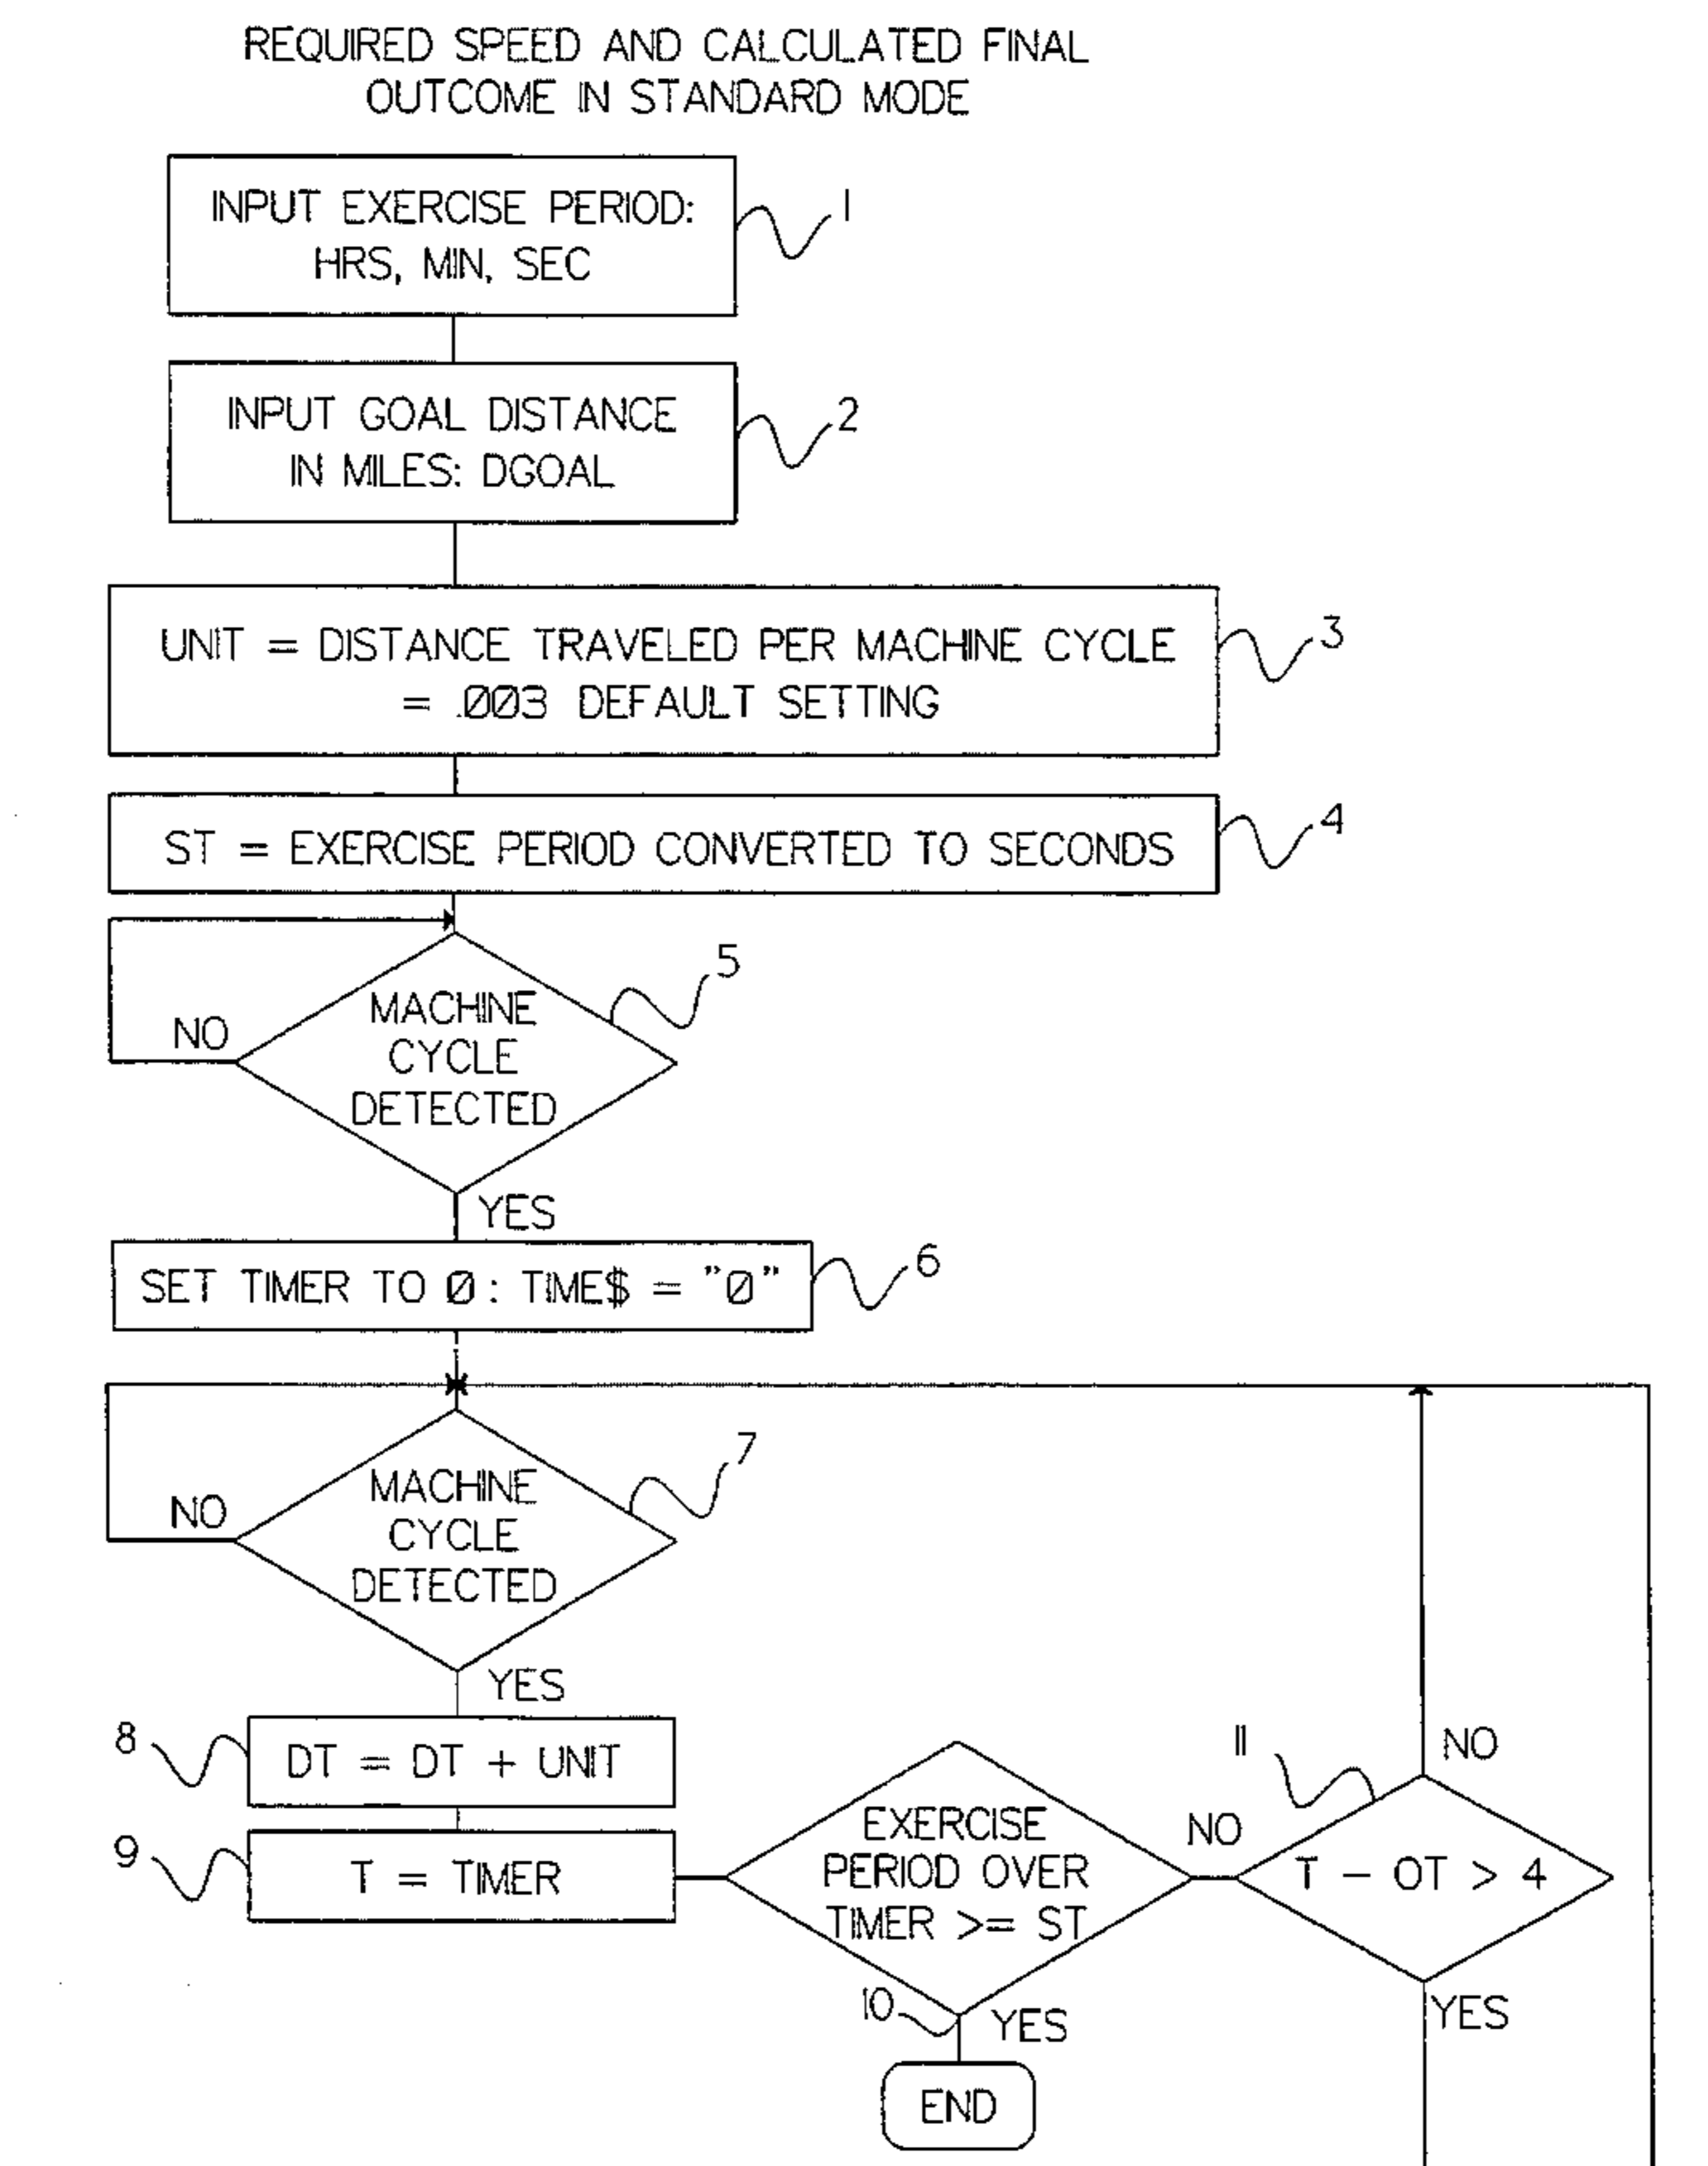 REQUIRED SPEED AND CALCULATED FINAL
OUTCOME IN STANDARD MODE
INPUT EXERCISE PERIOD:
HRS, MIN, SEC
1
INPUT GOAL DISTANCE
IN MILES: DGOAL
2
UNIT = DISTANCE TRAVELED PER MACHINE CYCLE
= .003 DEFAULT SETTING
3
ST = EXERCISE PERIOD CONVERTED TO SECONDS
4
MACHINE
CYCLE
DETECTED
5
NO
YES
SET TIMER TO 0 : TIME$ = "0"
6
MACHINE
CYCLE
DETECTED
7
NO
YES
8
DT = DT + UNIT
9
T = TIMER
EXERCISE
PERIOD OVER
TIMER >= ST
10
YES
END
NO
11
T - OT > 4
NO
YES